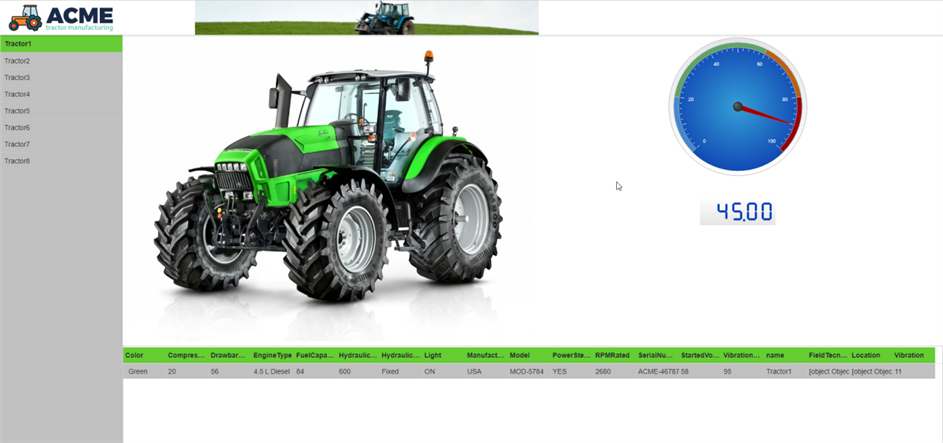 ACME
tractor manufacturing
Tractor1
Tractor2
Tractor3
Tractor4
Tractor5
Tractor6
Tractor7
Tractor8
0
20
40
60
80
100
45.00
Color Compres... Drawbar... EngineType FuelCapa... Hydraulic... Hydraulic... Light Manufact... Model PowerSte... RPMRated SerialNu... StartedVo... Vibration... name FieldTecn... Location Vibration
Green 20 56 4.5 L Diesel 84 600 Fixed ON USA MOD-5784 YES 2680 ACME-46787 58 95 Tractor1 [object Objec [object Objec 11